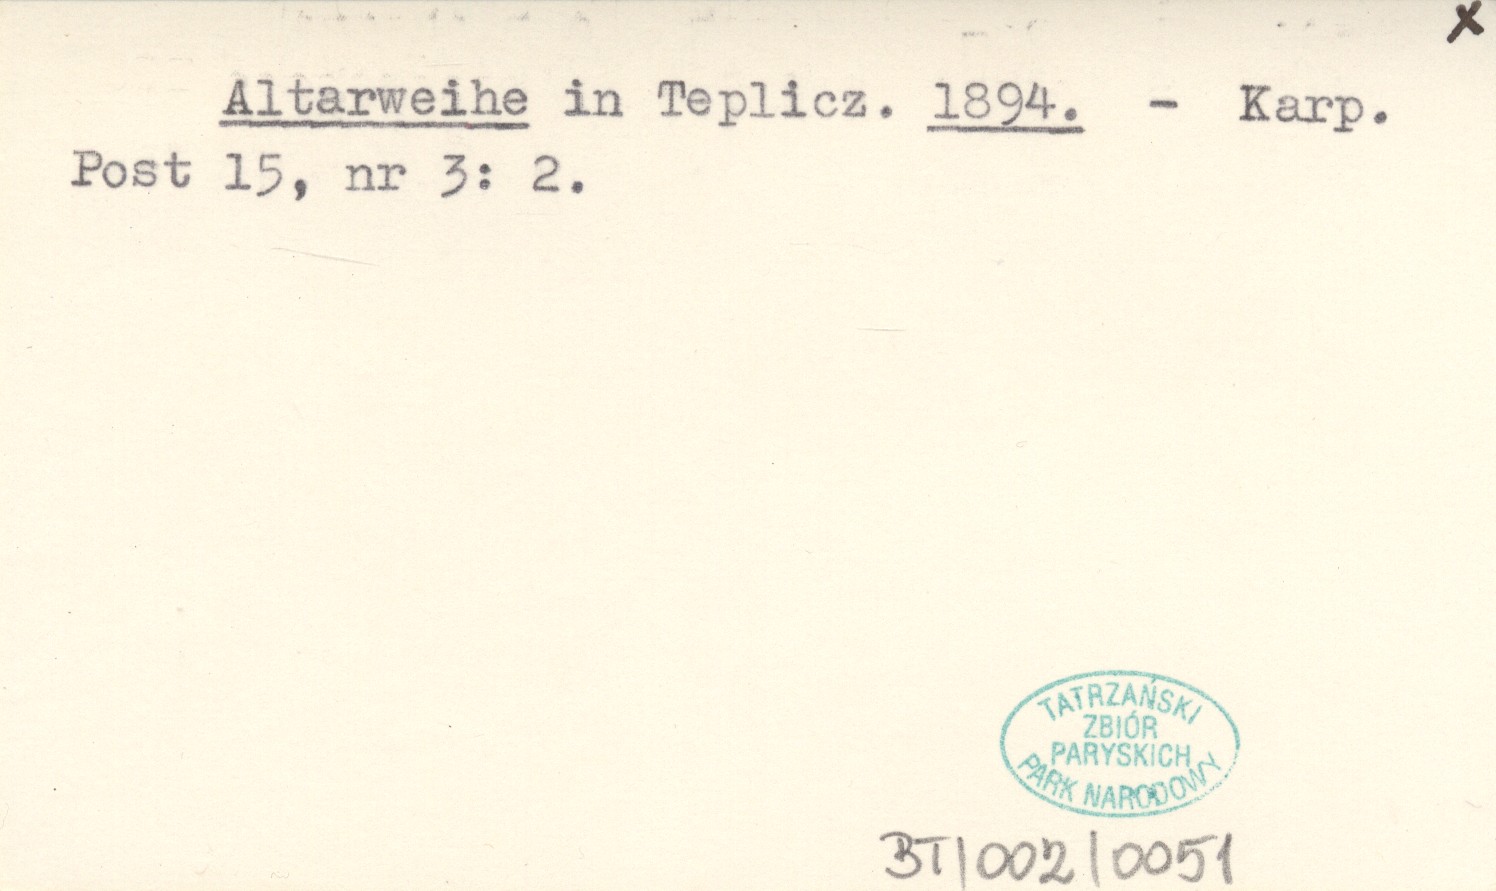 x
Altarweihe in Teplicz. 1894. - Karp.
Post 15, nr 3: 2.
TATRZAŃSKI
ZBIÓR
PARYSKICH
PARK NARODOWY
BT/002/0051